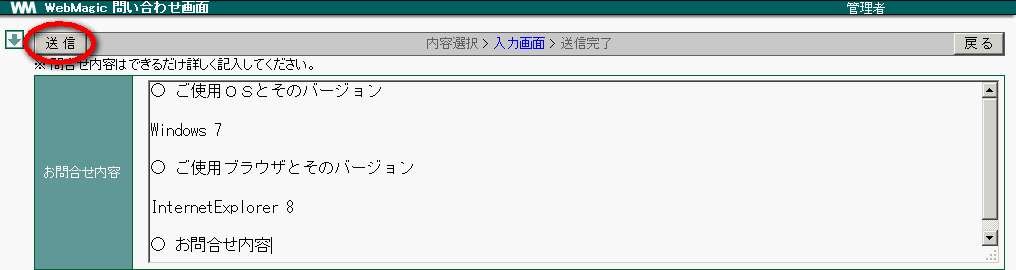 WM WebMagic 問い合わせ画面 管理者
送 信 内容選択 > 入力画面 > 送信完了 戻 る
※ 問合せ内容はできるだけ詳しく記入してください。
お問合せ内容
○ ご使用ＯＳとそのバージョン
Windows 7
○ ご使用ブラウザとそのバージョン
InternetExplorer 8
○ お問合せ内容